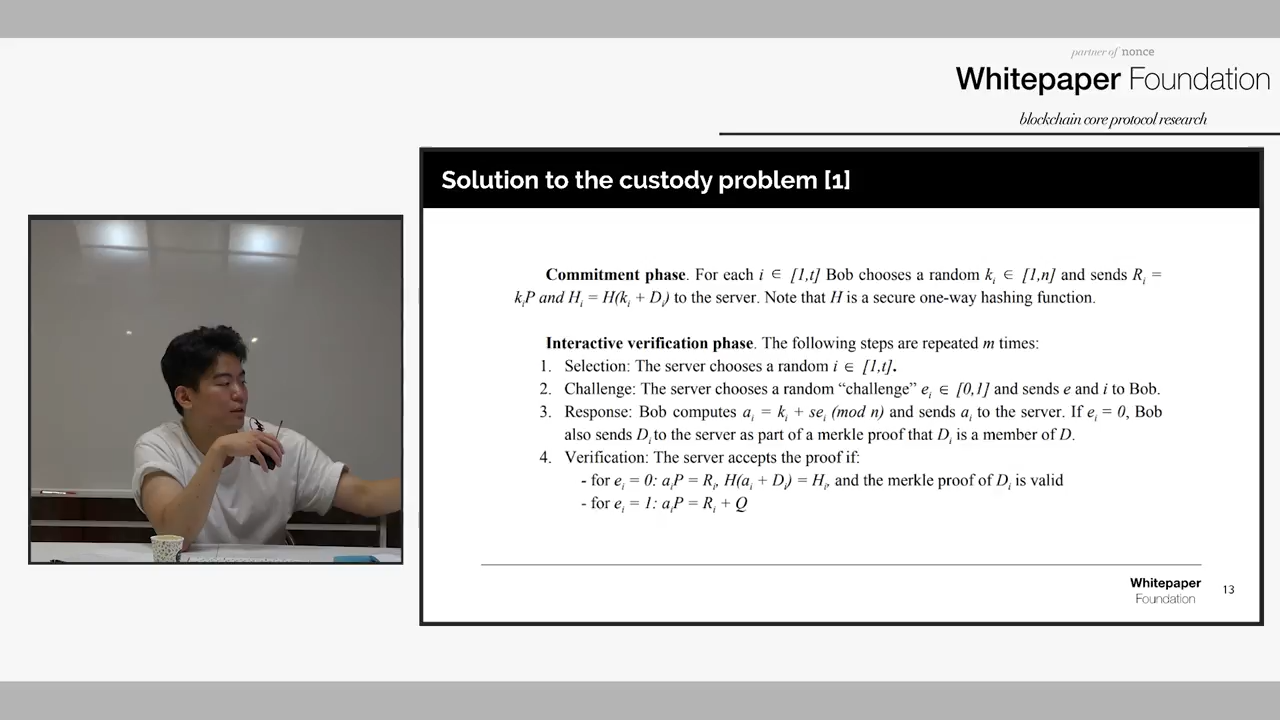 partner of nonce
Whitepaper Foundation
blockchain core protocol research
Solution to the custody problem [1]
Commitment phase. For each i ∈ [1,t] Bob chooses a random kᵢ ∈ [1,n] and sends Rᵢ =
kᵢP and Hᵢ = H(kᵢ + Dᵢ) to the server. Note that H is a secure one-way hashing function.
Interactive verification phase. The following steps are repeated m times:
1. Selection: The server chooses a random i ∈ [1,t].
2. Challenge: The server chooses a random “challenge” eᵢ ∈ [0,1] and sends e and i to Bob.
3. Response: Bob computes aᵢ = kᵢ + seᵢ (mod n) and sends aᵢ to the server. If eᵢ = 0, Bob
also sends Dᵢ to the server as part of a merkle proof that Dᵢ is a member of D.
4. Verification: The server accepts the proof if:
- for eᵢ = 0: aᵢP = Rᵢ, H(aᵢ + Dᵢ) = Hᵢ, and the merkle proof of Dᵢ is valid
- for eᵢ = 1: aᵢP = Rᵢ + Q
Whitepaper
Foundation
13